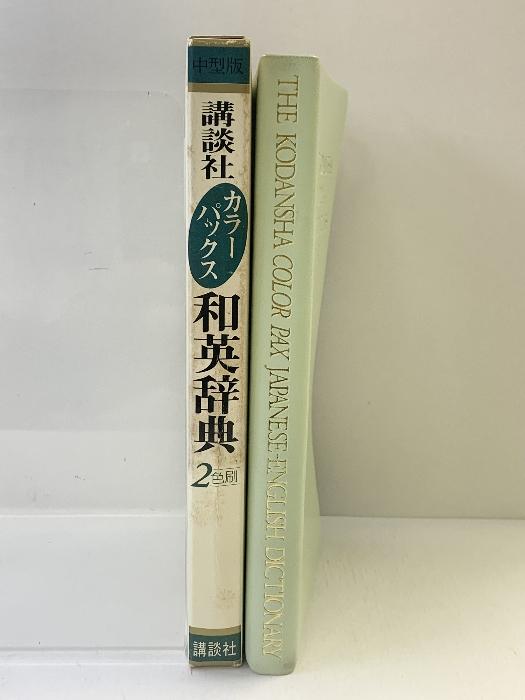 中型版
講談社
カラー
パックス
和英辞典
2色刷
講談社
THE KODANSHA COLOR PAX JAPANESE-ENGLISH DICTIONARY